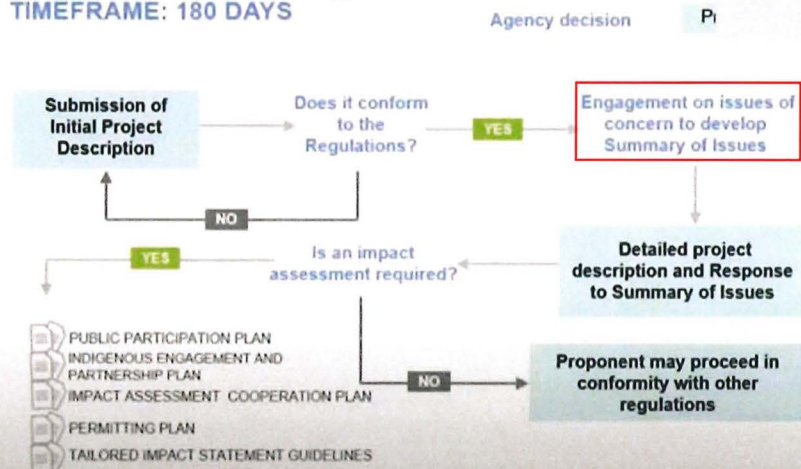 TIMEFRAME: 180 DAYS
Agency decision
Submission of
Initial Project
Description
Does it conform
to the
Regulations?
YES
Engagement on issues of
concern to develop
Summary of Issues
NO
YES
Is an impact
assessment required?
Detailed project
description and Response
to Summary of Issues
PUBLIC PARTICIPATION PLAN
INDIGENOUS ENGAGEMENT AND
PARTNERSHIP PLAN
IMPACT ASSESSMENT COOPERATION PLAN
PERMITTING PLAN
TAILORED IMPACT STATEMENT GUIDELINES
NO
Proponent may proceed in
conformity with other
regulations